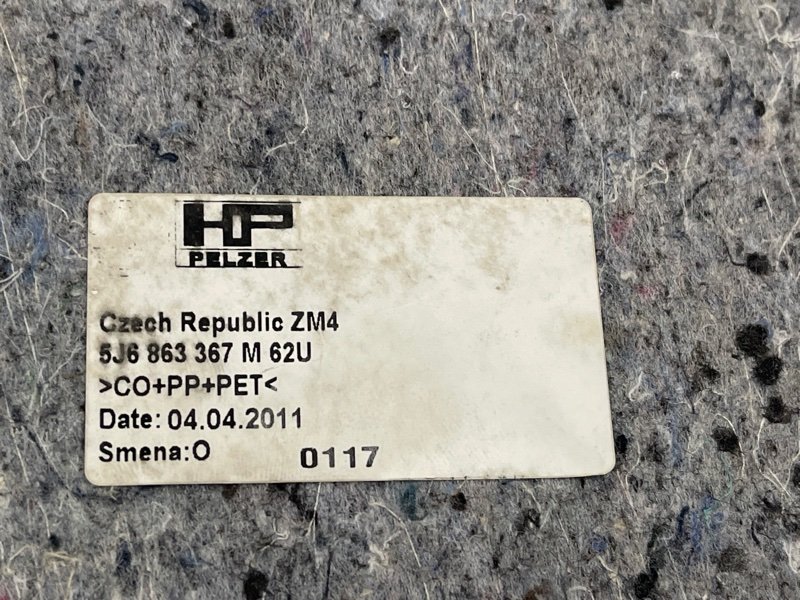 HP
PELZER
Czech Republic ZM4
5J6 863 367 M 62U
>CO+PP+PET<
Date: 04.04.2011
Smena:O 0117